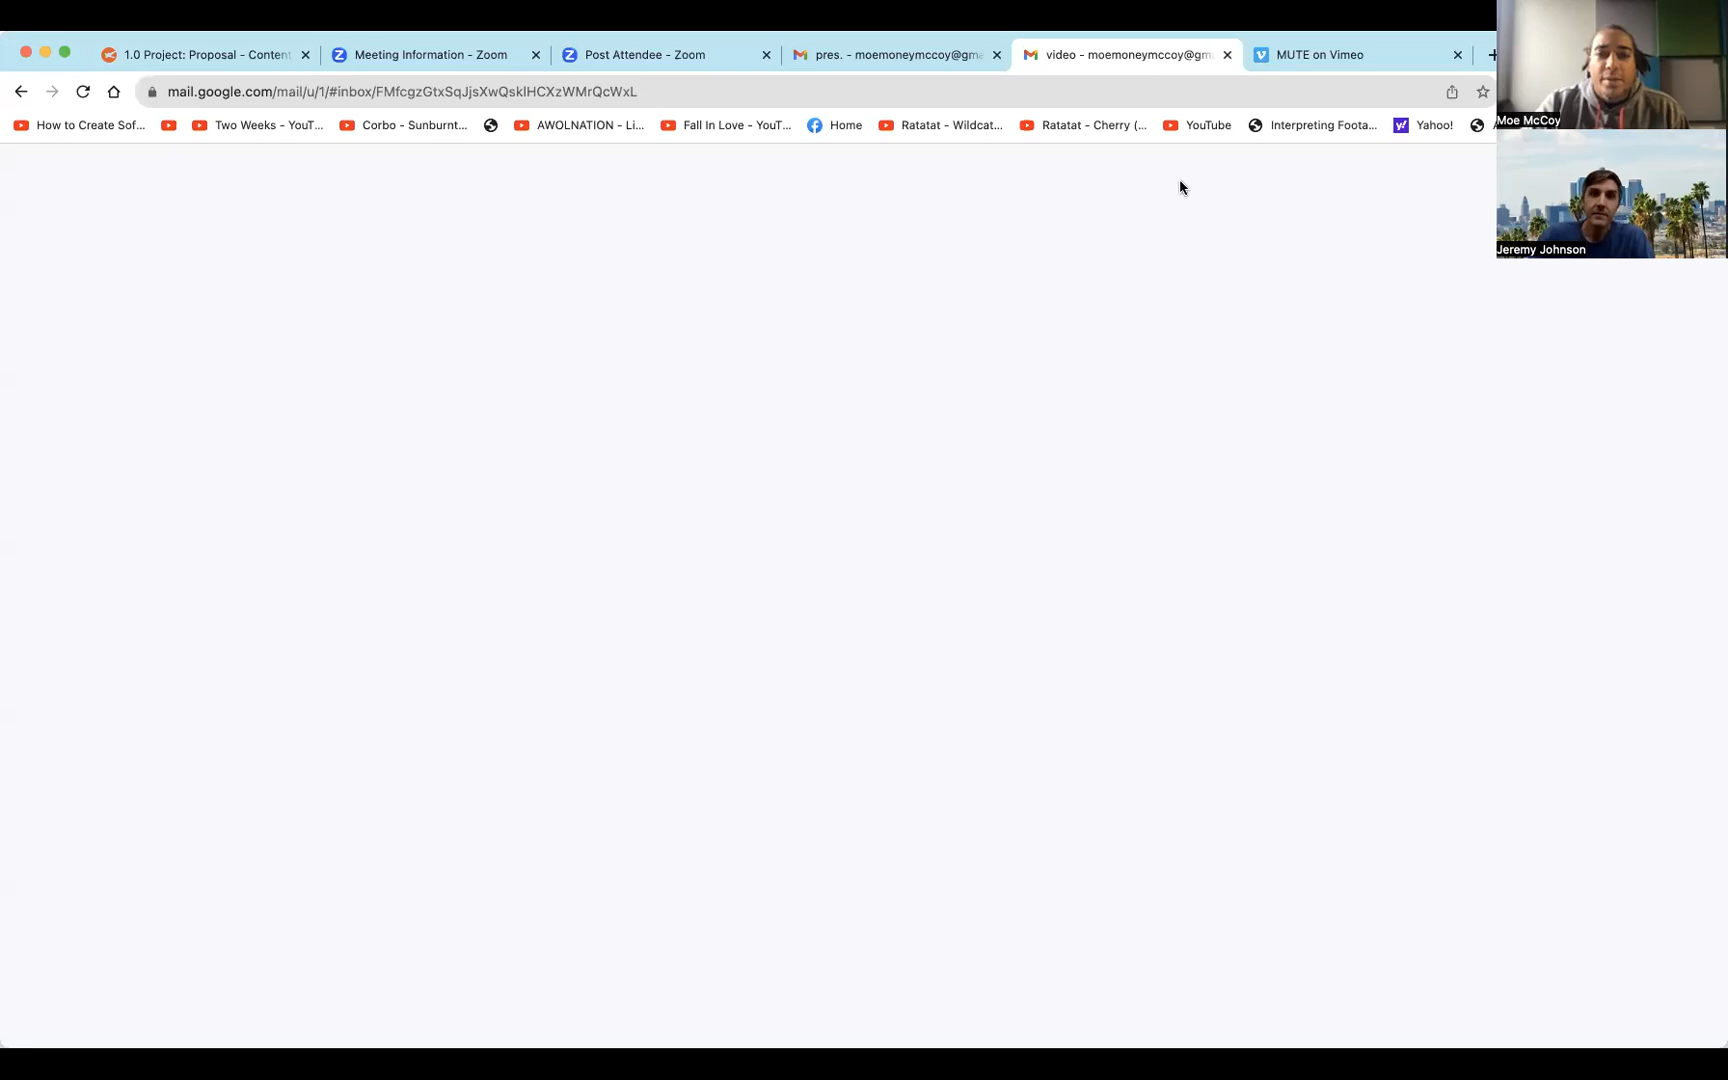 1.0 Project: Proposal - Content
Meeting Information - Zoom
Post Attendee - Zoom
pres. - moemoneymccoy@gma
video - moemoneymccoy@gm
MUTE on Vimeo
mail.google.com/mail/u/1/#inbox/FMfcgzGtxSqJjsXwQsklHCXzWMrQcWxL
How to Create Sof...
Two Weeks - YouT...
Corbo - Sunburnt...
AWOLNATION - Li...
Fall In Love - YouT...
Home
Ratatat - Wildcat...
Ratatat - Cherry (...
YouTube
Interpreting Foota...
Yahoo!
Moe McCoy
Jeremy Johnson